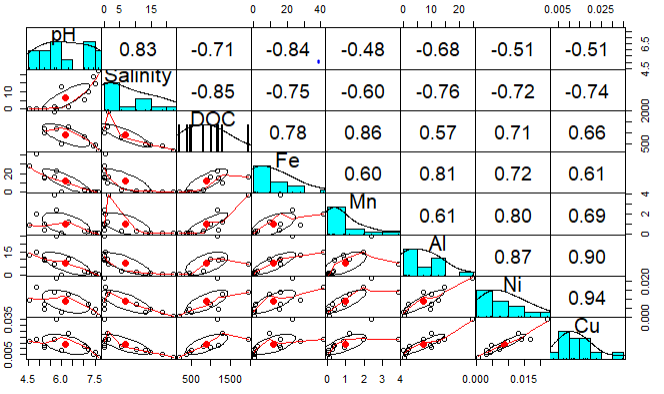 0 5 15 0 20 40 0 10 20 0.005 0.025
pH 0.83 -0.71 -0.84 -0.48 -0.68 -0.51 -0.51 4.5 6.5
0 10 Salinity -0.85 -0.75 -0.60 -0.76 -0.72 -0.74
DOC 0.78 0.86 0.57 0.71 0.66 500 2000
0 20 Fe 0.60 0.81 0.72 0.61
Mn 0.61 0.80 0.69 0 2 4
0 15 Al 0.87 0.90
Ni 0.94 0.000 0.020
0.005 0.035 Cu
4.5 6.0 7.5 500 1500 0 1 2 3 4 0.000 0.015